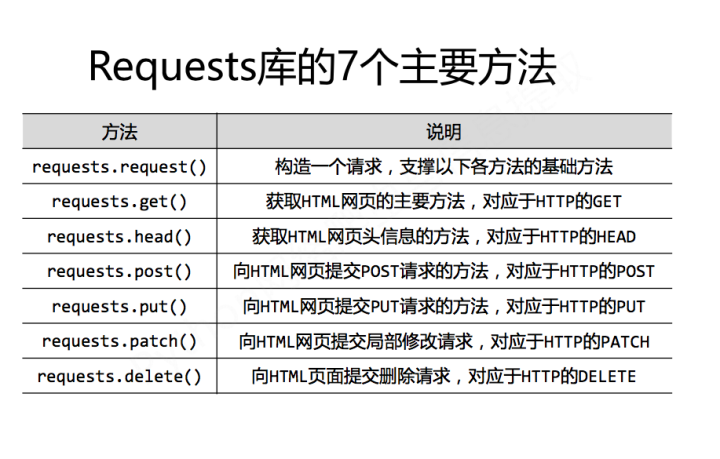 Requests库的7个主要方法
方法 说明
requests.request() 构造一个请求，支撑以下各方法的基础方法
requests.get() 获取HTML网页的主要方法，对应于HTTP的GET
requests.head() 获取HTML网页头信息的方法，对应于HTTP的HEAD
requests.post() 向HTML网页提交POST请求的方法，对应于HTTP的POST
requests.put() 向HTML网页提交PUT请求的方法，对应于HTTP的PUT
requests.patch() 向HTML网页提交局部修改请求，对应于HTTP的PATCH
requests.delete() 向HTML页面提交删除请求，对应于HTTP的DELETE